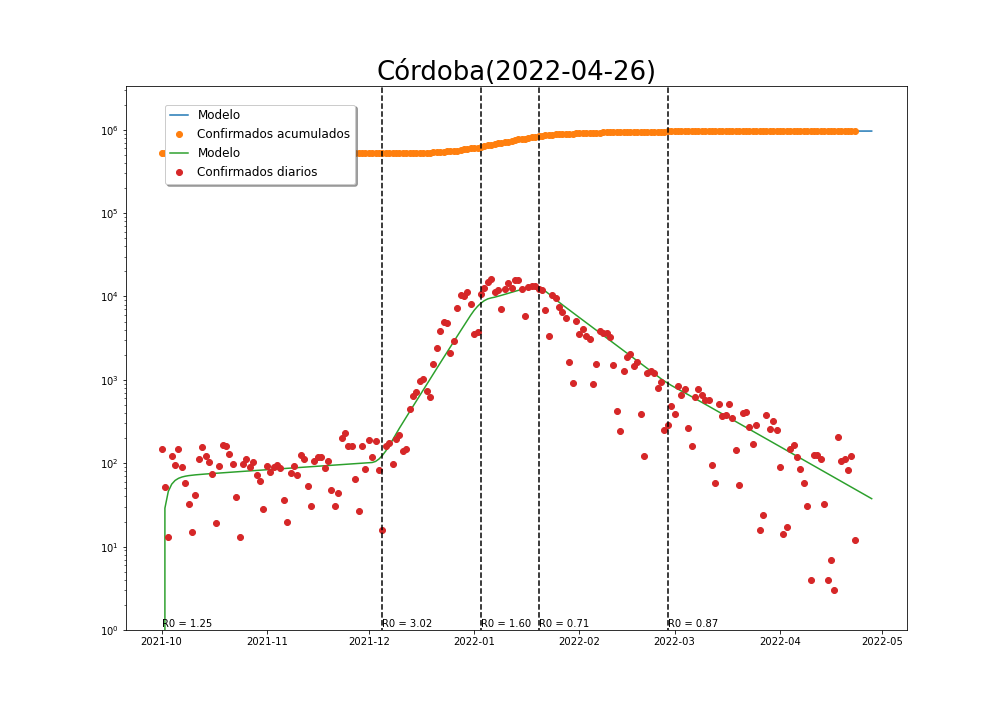 Córdoba(2022-04-26)
Modelo
Confirmados acumulados
Modelo
Confirmados diarios
10^6
10^5
10^4
10^3
10^2
10^1
10^0
R0 = 1.25 R0 = 3.02 R0 = 1.60 R0 = 0.71 R0 = 0.87
2021-10 2021-11 2021-12 2022-01 2022-02 2022-03 2022-04 2022-05